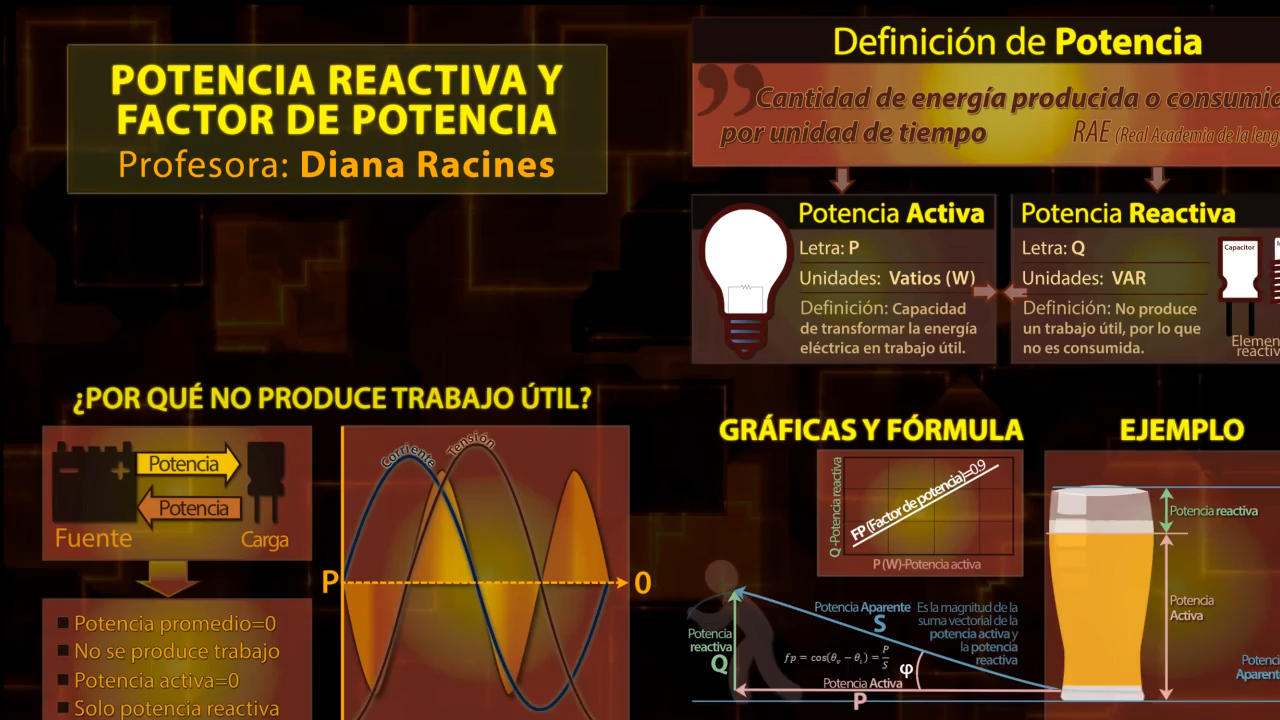 POTENCIA REACTIVA Y
FACTOR DE POTENCIA
Profesora: Diana Racines
Definición de Potencia
Cantidad de energía producida o
por unidad de tiempo
RAE (Real Academia de la
Potencia Activa
Letra: P
Unidades: Vatios (W)
Definición: Capacidad
de transformar la energía
eléctrica en trabajo útil.
Potencia Reactiva
Letra: Q
Unidades: VAR
Definición: No produce
un trabajo útil, por lo que
no es consumida.
Capacitor
¿POR QUÉ NO PRODUCE TRABAJO ÚTIL?
Potencia
Potencia
Fuente
Carga
Potencia promedio=0
No se produce trabajo
Potencia activa=0
Solo potencia reactiva
Corriente
Tensión
P
0
GRÁFICAS Y FÓRMULA
Q-Potencia reactiva
FP (Factor de potencia)=0.9
P (W)-Potencia activa
Potencia
reactiva
Q
Potencia Aparente
S
Es la magnitud de la
suma vectorial de la
potencia activa y
la potencia
reactiva
fp = cos(θv − θi) = P/S
φ
Potencia Activa
P
EJEMPLO
Potencia reactiva
Potencia
Activa